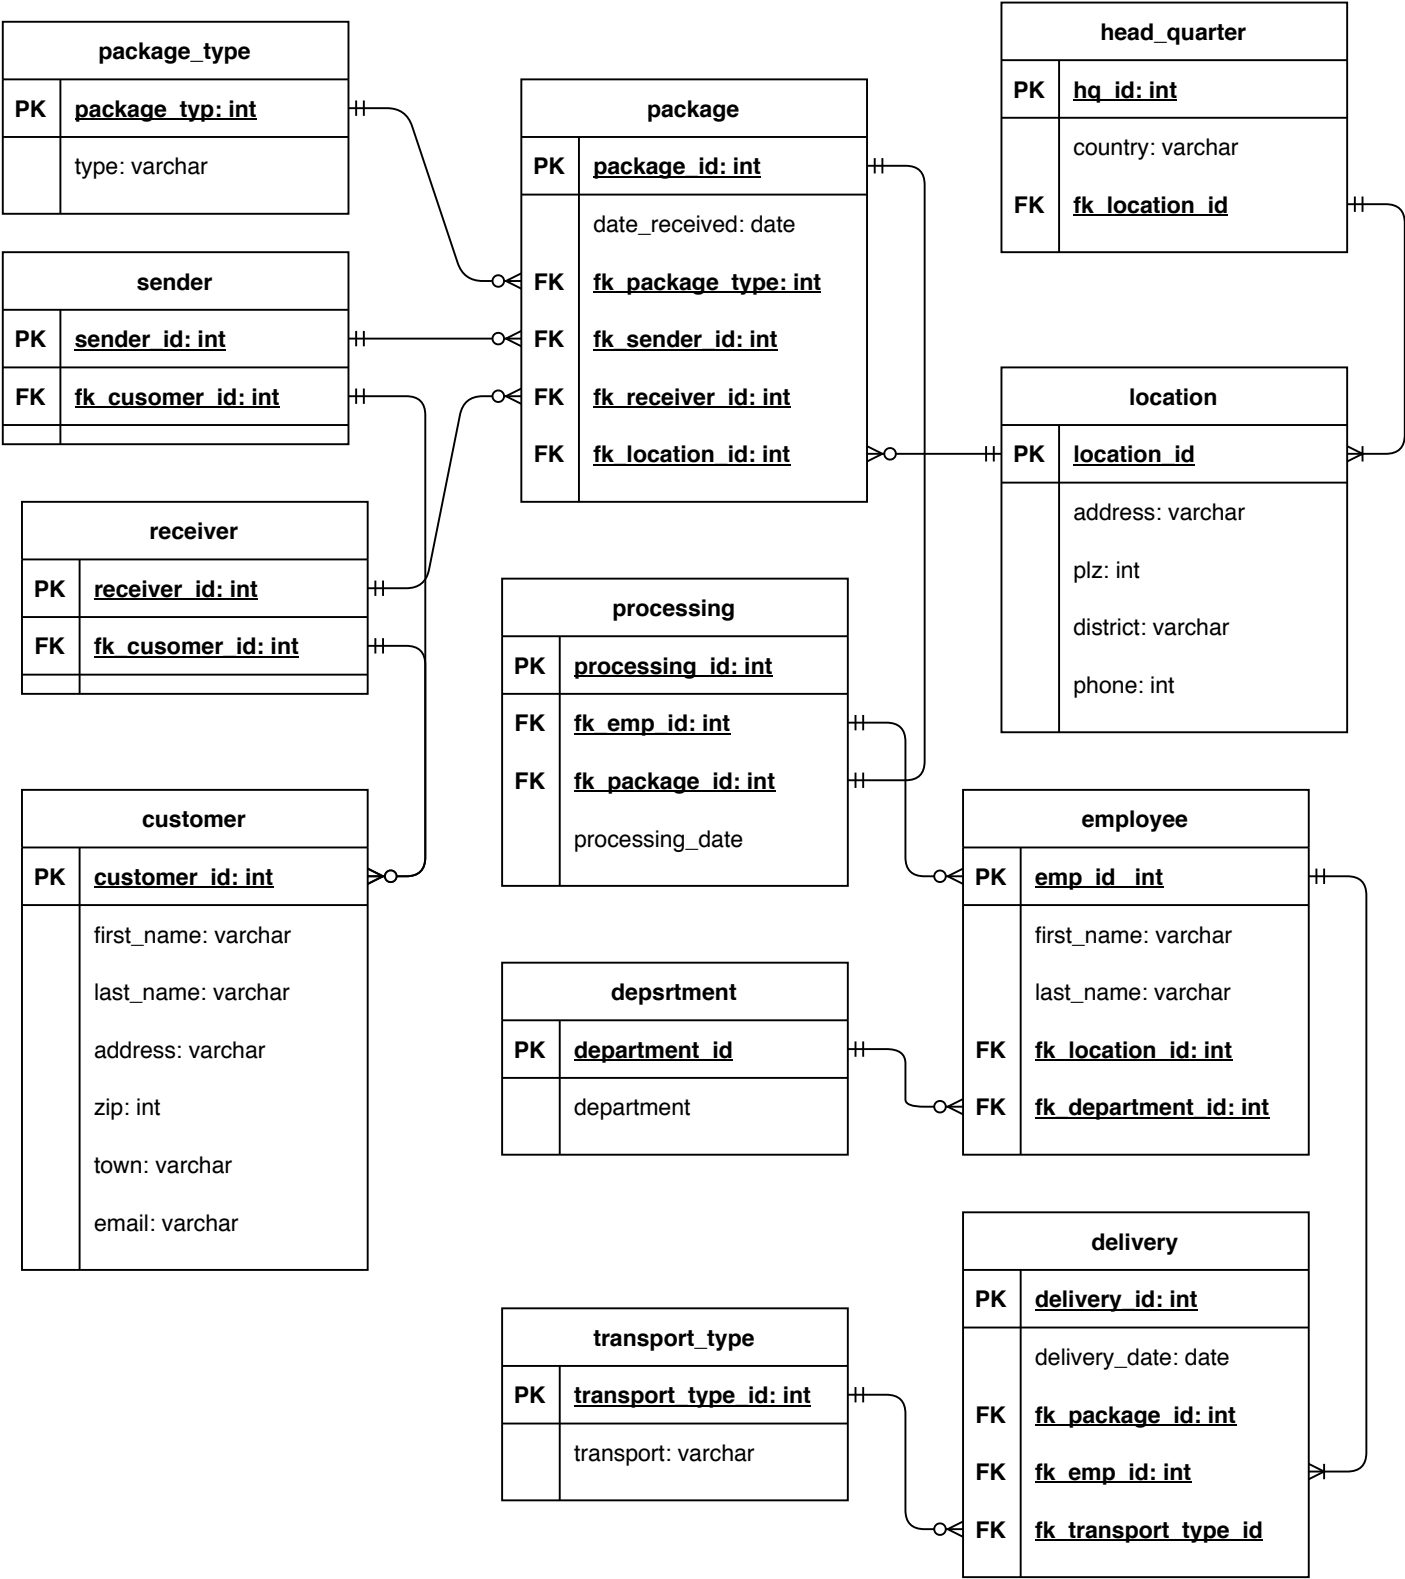 package_type
PK package_typ: int
type: varchar
sender
PK sender_id: int
FK fk_cusomer_id: int
receiver
PK receiver_id: int
FK fk_cusomer_id: int
customer
PK customer_id: int
first_name: varchar
last_name: varchar
address: varchar
zip: int
town: varchar
email: varchar
package
PK package_id: int
date_received: date
FK fk_package_type: int
FK fk_sender_id: int
FK fk_receiver_id: int
FK fk_location_id: int
processing
PK processing_id: int
FK fk_emp_id: int
FK fk_package_id: int
processing_date
depsrtment
PK department_id
department
transport_type
PK transport_type_id: int
transport: varchar
head_quarter
PK hq_id: int
country: varchar
FK fk_location_id
location
PK location_id
address: varchar
plz: int
district: varchar
phone: int
employee
PK emp_id_ int
first_name: varchar
last_name: varchar
FK fk_location_id: int
FK fk_department_id: int
delivery
PK delivery_id: int
delivery_date: date
FK fk_package_id: int
FK fk_emp_id: int
FK fk_transport_type_id